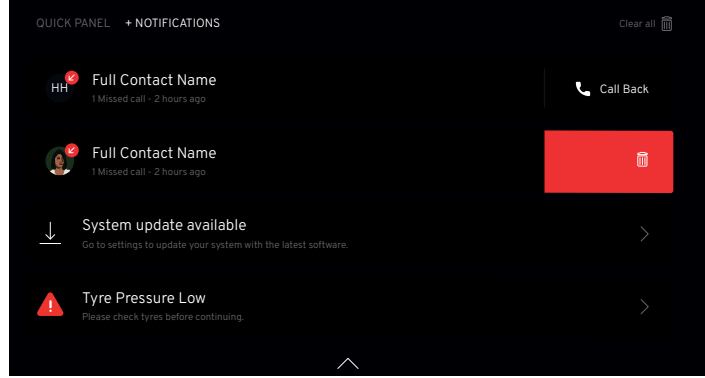 QUICK PANEL + NOTIFICATIONS Clear all
HH Full Contact Name
1 Missed call - 2 hours ago
Call Back
Full Contact Name
1 Missed call - 2 hours ago
System update available
Go to settings to update your system with the latest software.
Tyre Pressure Low
Please check tyres before continuing.